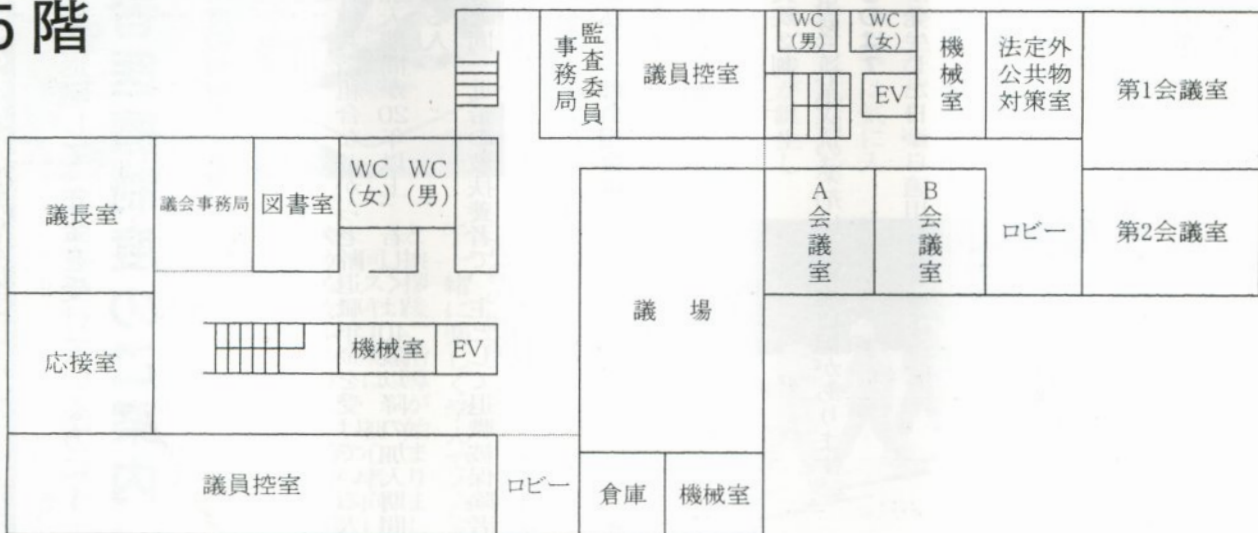 5階
監査委員
事務局
議員控室
WC
(男)
WC
(女)
EV
機械室
法定外
公共物
対策室
第1会議室
議長室
議会事務局
図書室
WC
(女)
WC
(男)
A会議室
B会議室
ロビー
第2会議室
議場
応接室
機械室
EV
議員控室
ロビー
倉庫
機械室